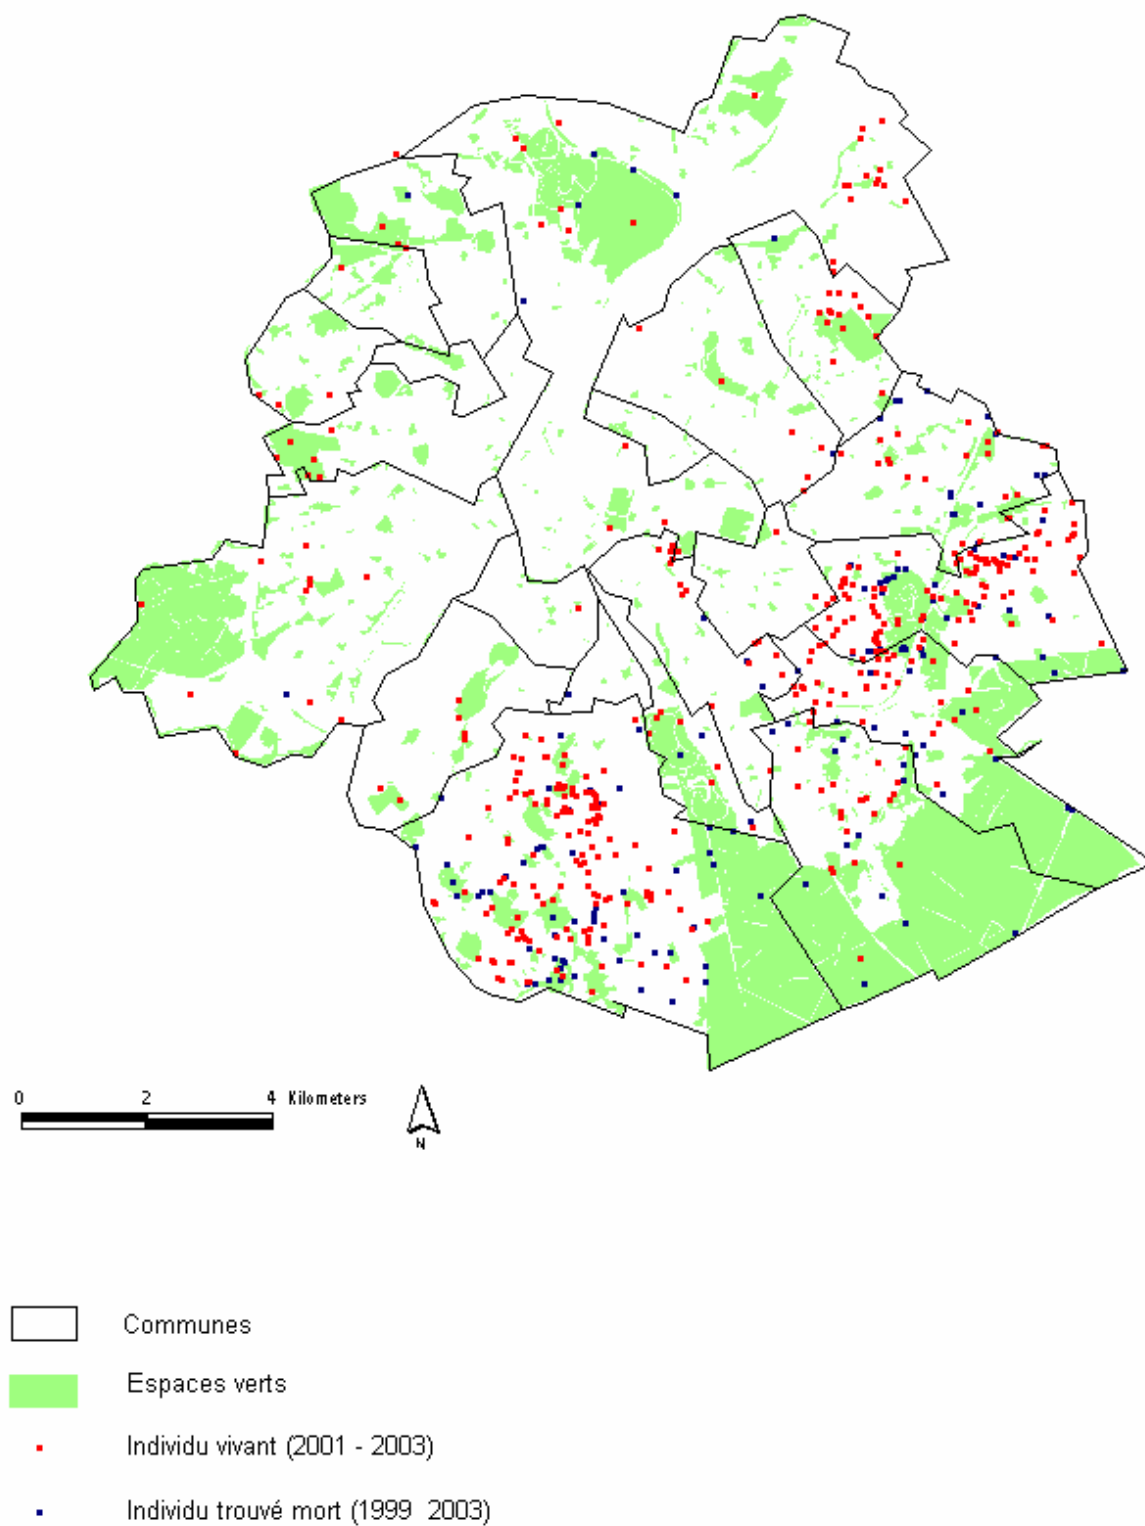 0 2 4 Kilometers
N
Communes
Espaces verts
Individu vivant (2001 - 2003)
Individu trouvé mort (1999 2003)